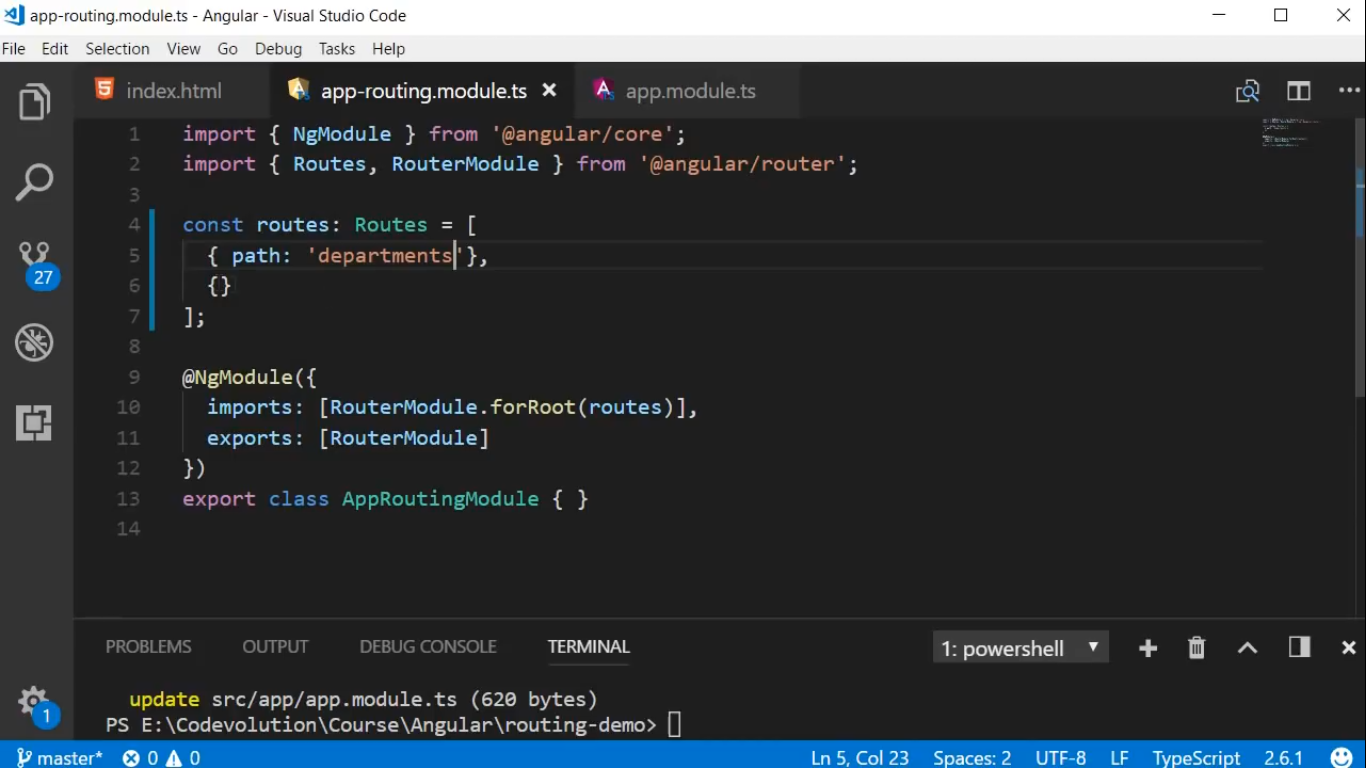 app-routing.module.ts - Angular - Visual Studio Code
File Edit Selection View Go Debug Tasks Help
index.html app-routing.module.ts app.module.ts
1 import { NgModule } from '@angular/core';
2 import { Routes, RouterModule } from '@angular/router';
3
4 const routes: Routes = [
5 { path: 'departments'},
6 {}
7 ];
8
9 @NgModule({
10 imports: [RouterModule.forRoot(routes)],
11 exports: [RouterModule]
12 })
13 export class AppRoutingModule { }
14
27
1
PROBLEMS OUTPUT DEBUG CONSOLE TERMINAL 1: powershell
update src/app/app.module.ts (620 bytes)
PS E:\Codevolution\Course\Angular\routing-demo>
master* 0 0 Ln 5, Col 23 Spaces: 2 UTF-8 LF TypeScript 2.6.1